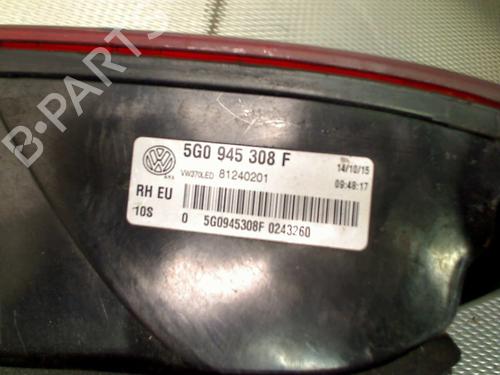 B-Parts
5G0 945 308 F
VW370LED 81240201
14/10/15
09:48:17
RH EU
10S
0 5G0945308F 0243260